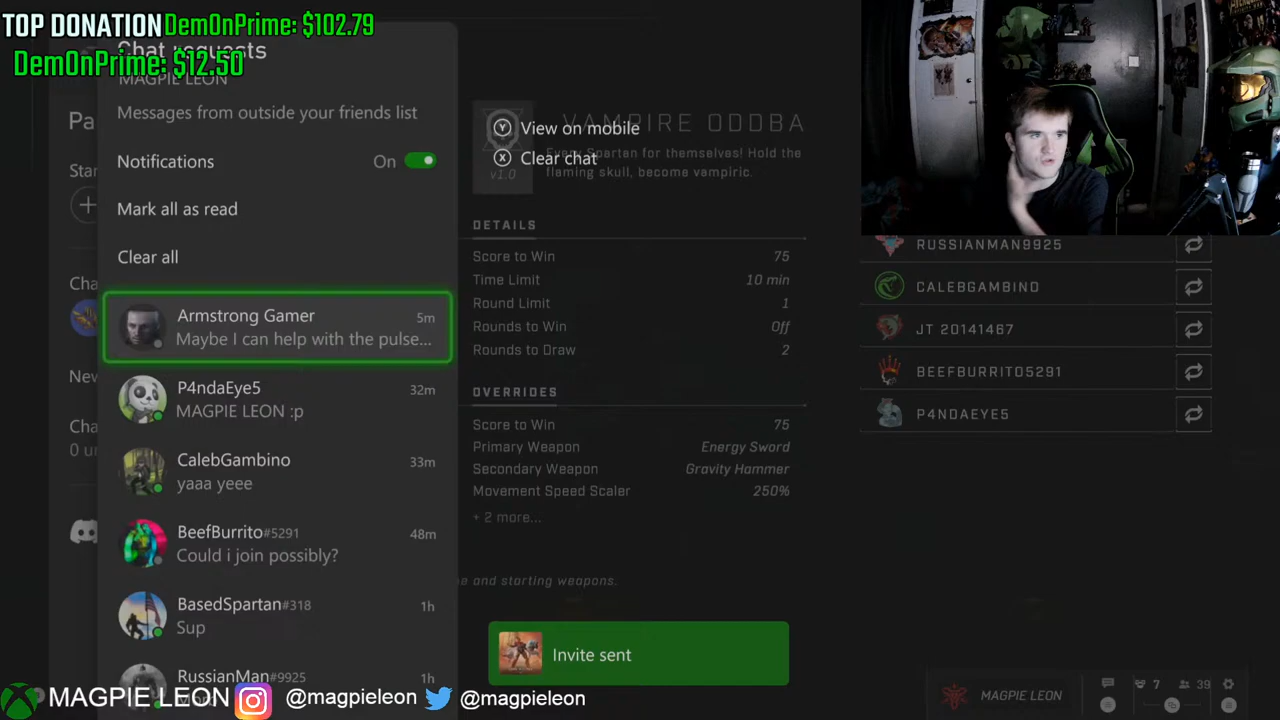 TOP DONATION DemOnPrime: $102.79
DemOnPrime: $12.50
Chat requests
MAGPIE LEON
Messages from outside your friends list
Notifications On
Mark all as read
Clear all
Armstrong Gamer 5m
Maybe I can help with the pulse...
P4ndaEye5 32m
MAGPIE LEON :p
CalebGambino 33m
yaaa yeee
BeefBurrito#5291 48m
Could i join possibly?
BasedSpartan#318 1h
Sup
RussianMan#9925 1h
Pa
Star
Cha
New
Cha
0 un
Y View on mobile
X Clear chat
VAMPIRE ODDBA
Every Spartan for themselves! Hold the
flaming skull, become vampiric.
v1.0
DETAILS
Score to Win 75
Time Limit 10 min
Round Limit 1
Rounds to Win Off
Rounds to Draw 2
OVERRIDES
Score to Win 75
Primary Weapon Energy Sword
Secondary Weapon Gravity Hammer
Movement Speed Scaler 250%
+ 2 more...
e and starting weapons.
Invite sent
RUSSIANMAN9925
CALEBGAMBINO
JT 20141467
BEEFBURRITO5291
P4NDAEYE5
MAGPIE LEON
7 39
MAGPIE LEON @magpieleon @magpieleon